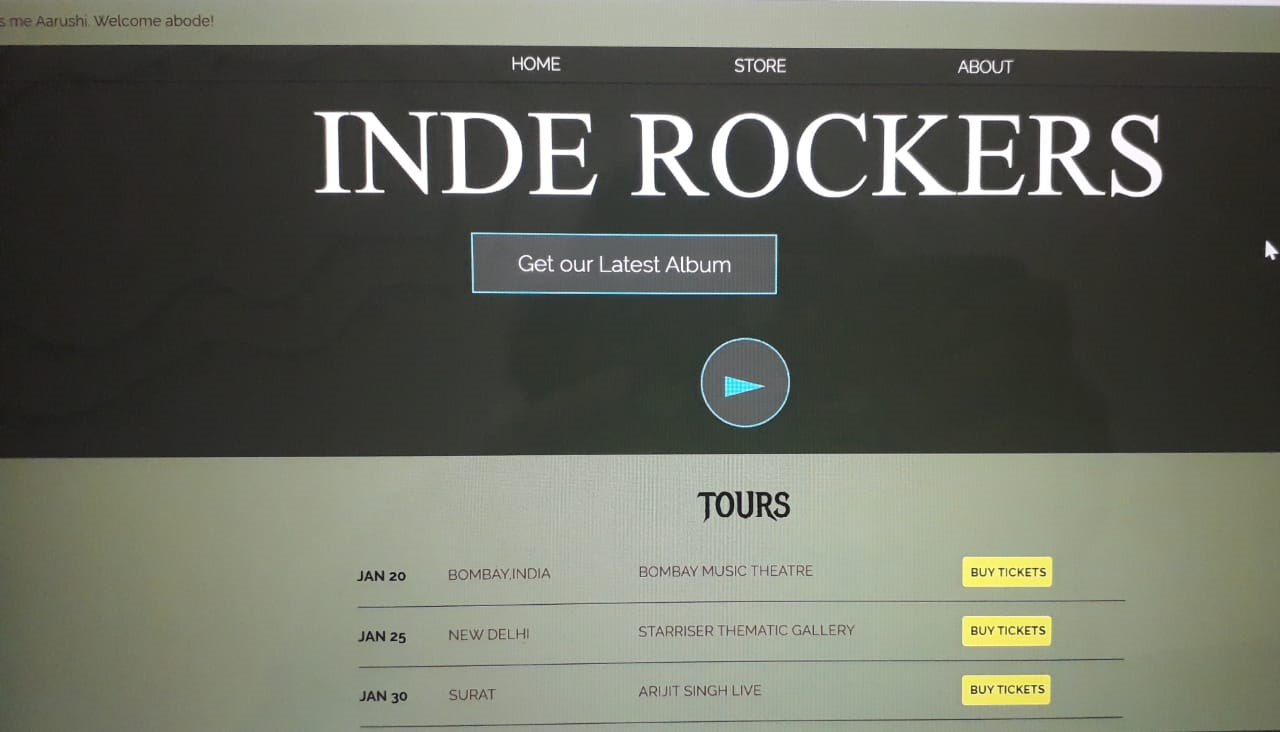 s me Aarushi. Welcome abode!
HOME STORE ABOUT
INDE ROCKERS
Get our Latest Album
TOURS
JAN 20 BOMBAY,INDIA BOMBAY MUSIC THEATRE BUY TICKETS
JAN 25 NEW DELHI STARRISER THEMATIC GALLERY BUY TICKETS
JAN 30 SURAT ARIJIT SINGH LIVE BUY TICKETS